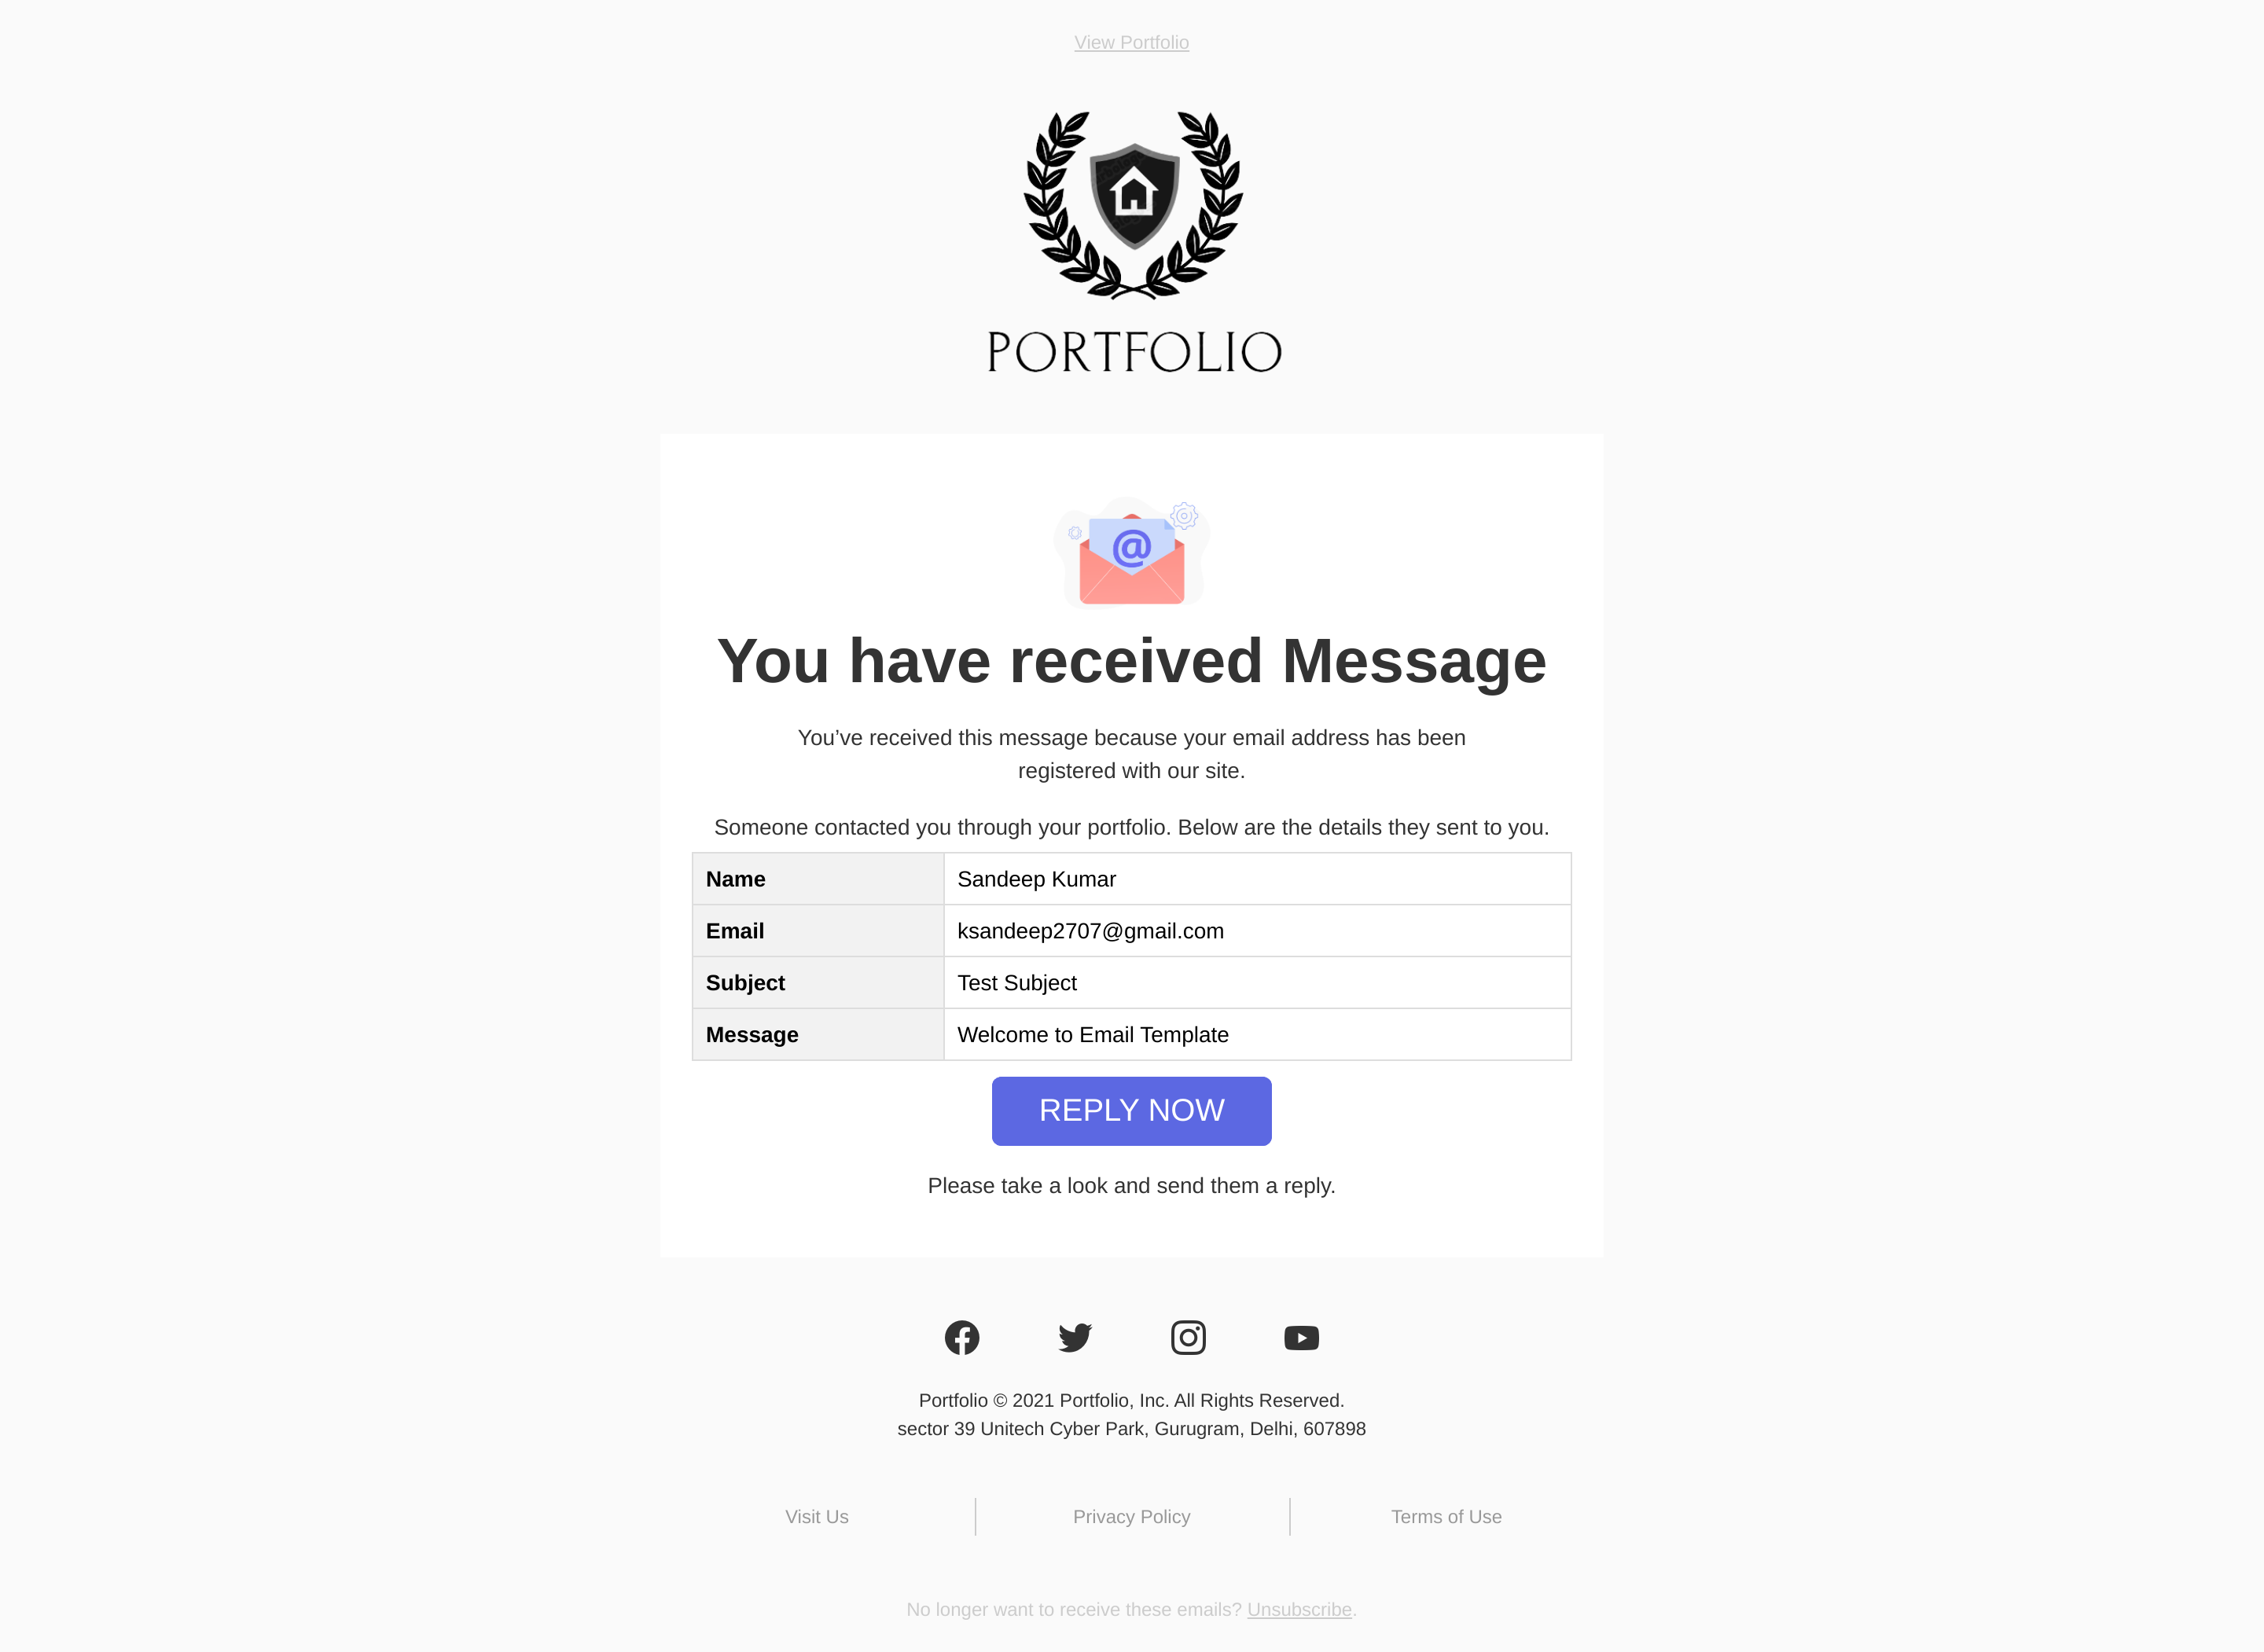 View Portfolio
PORTFOLIO
@
You have received Message
You’ve received this message because your email address has been
registered with our site.
Someone contacted you through your portfolio. Below are the details they sent to you.
Name Sandeep Kumar
Email ksandeep2707@gmail.com
Subject Test Subject
Message Welcome to Email Template
REPLY NOW
Please take a look and send them a reply.
Portfolio © 2021 Portfolio, Inc. All Rights Reserved.
sector 39 Unitech Cyber Park, Gurugram, Delhi, 607898
Visit Us Privacy Policy Terms of Use
No longer want to receive these emails? Unsubscribe.